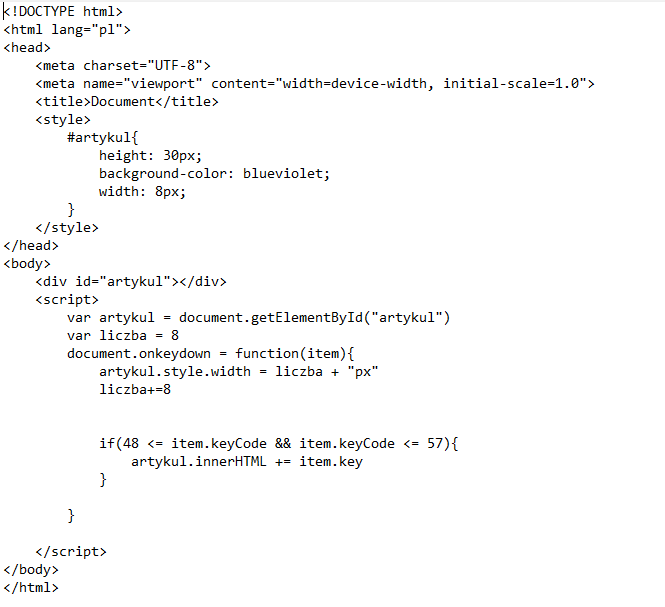 <!DOCTYPE html>
<html lang="pl">
<head>
    <meta charset="UTF-8">
    <meta name="viewport" content="width=device-width, initial-scale=1.0">
    <title>Document</title>
    <style>
        #artykul{
            height: 30px;
            background-color: blueviolet;
            width: 8px;
        }
    </style>
</head>
<body>
    <div id="artykul"></div>
    <script>
        var artykul = document.getElementById("artykul")
        var liczba = 8
        document.onkeydown = function(item){
            artykul.style.width = liczba + "px"
            liczba+=8


            if(48 <= item.keyCode && item.keyCode <= 57){
                artykul.innerHTML += item.key
            }

        }

    </script>
</body>
</html>